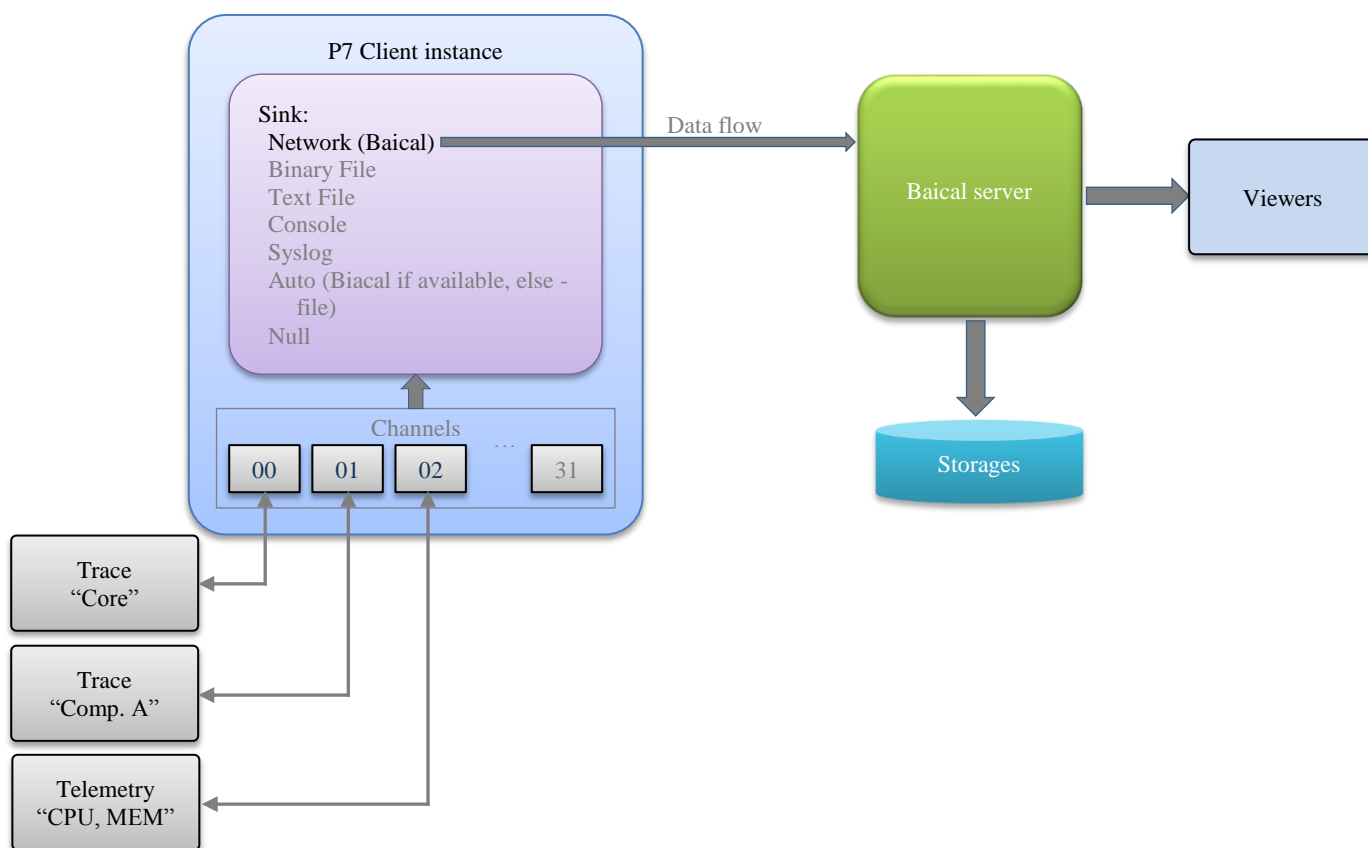 P7 Client instance
Sink:
Network (Baical)
Binary File
Text File
Console
Syslog
Auto (Biacal if available, else -
file)
Null
Data flow
Baical server
Viewers
Storages
Channels
00
01
02
...
31
Trace
“Core”
Trace
“Comp. A”
Telemetry
“CPU, MEM”